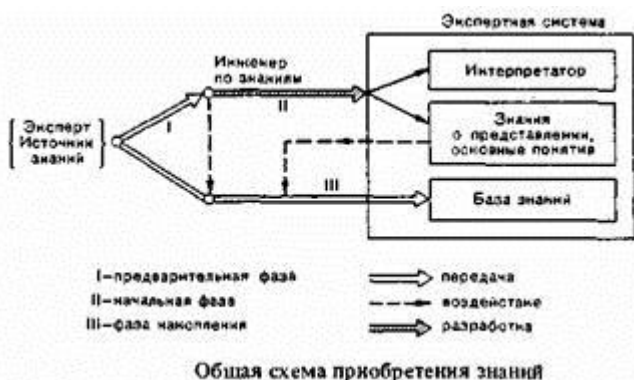 Экспертная система
Инженер
по знаниям
Интерпретатор
I
II
Эксперт
Источник
знаний
Знания
о представлении,
основные понятия
III
База знаний
I–предварительная фаза
передача
II–начальная фаза
воздействие
III–фаза накопления
разработка
Общая схема приобретения знаний